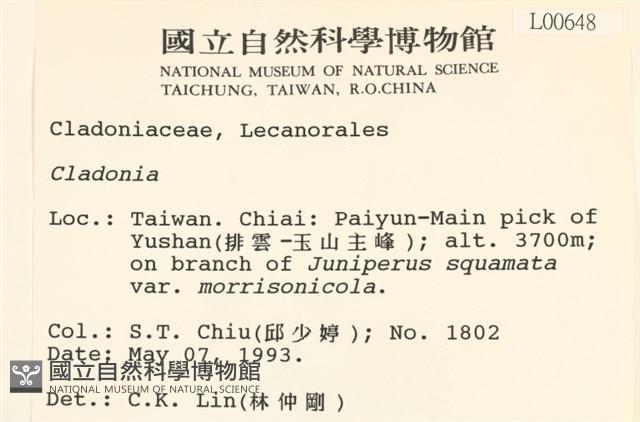 L00648
國立自然科學博物館
NATIONAL MUSEUM OF NATURAL SCIENCE
TAICHUNG, TAIWAN, R.O.CHINA
Cladoniaceae, Lecanorales
Cladonia
Loc.: Taiwan. Chiai: Paiyun-Main pick of
Yushan(排雲-玉山主峰); alt. 3700m;
on branch of Juniperus squamata
var. morrisonicola.
Col.: S.T. Chiu(邱少婷); No. 1802
Date: May 07, 1993.
國立自然科學博物館
NATIONAL MUSEUM OF NATURAL SCIENCE
Det.: C.K. Lin(林仲剛)